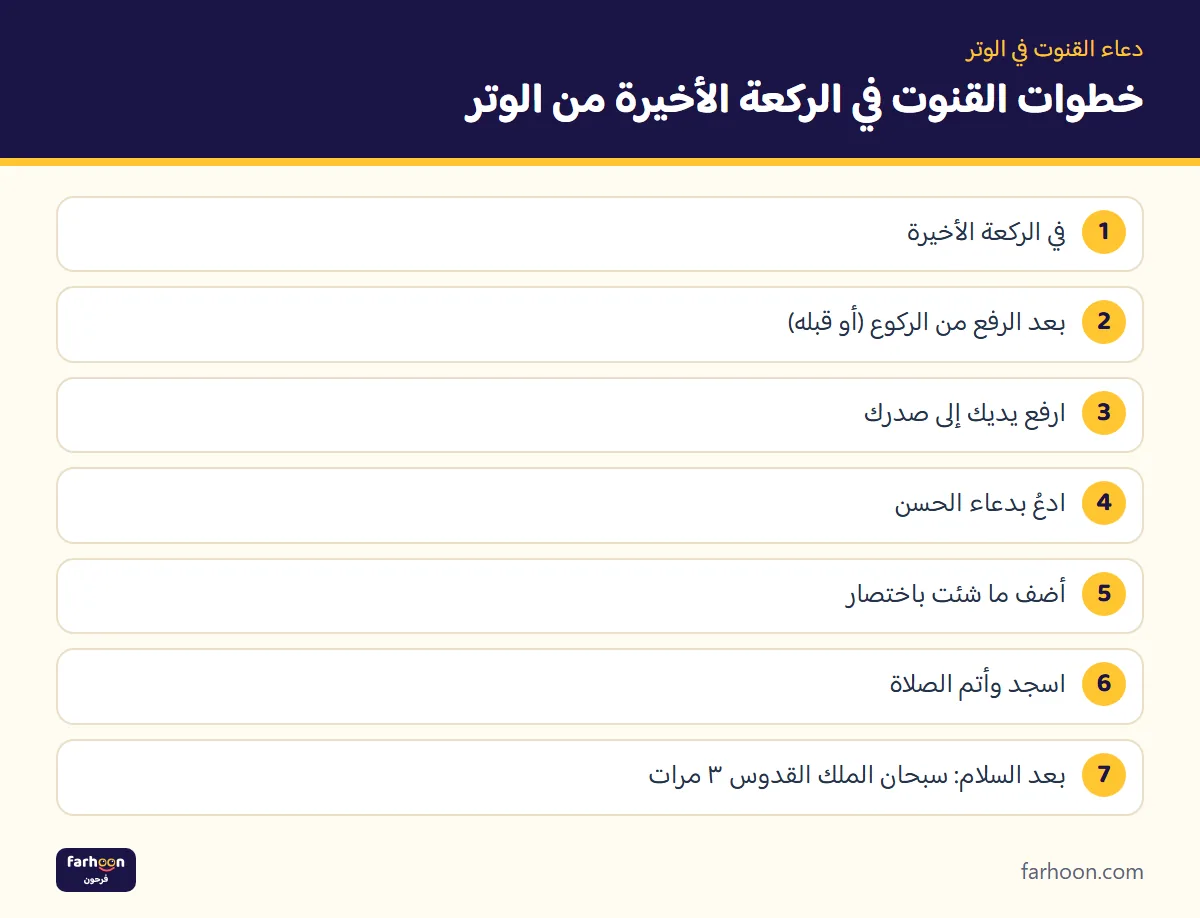 دعاء القنوت في الوتر
خطوات القنوت في الركعة الأخيرة من الوتر
1 في الركعة الأخيرة
2 بعد الرفع من الركوع (أو قبله)
3 ارفع يديك إلى صدرك
4 ادعُ بدعاء الحسن
5 أضف ما شئت باختصار
6 اسجد وأتم الصلاة
7 بعد السلام: سبحان الملك القدوس ٣ مرات
farhoon.com
farhoon
فرحون